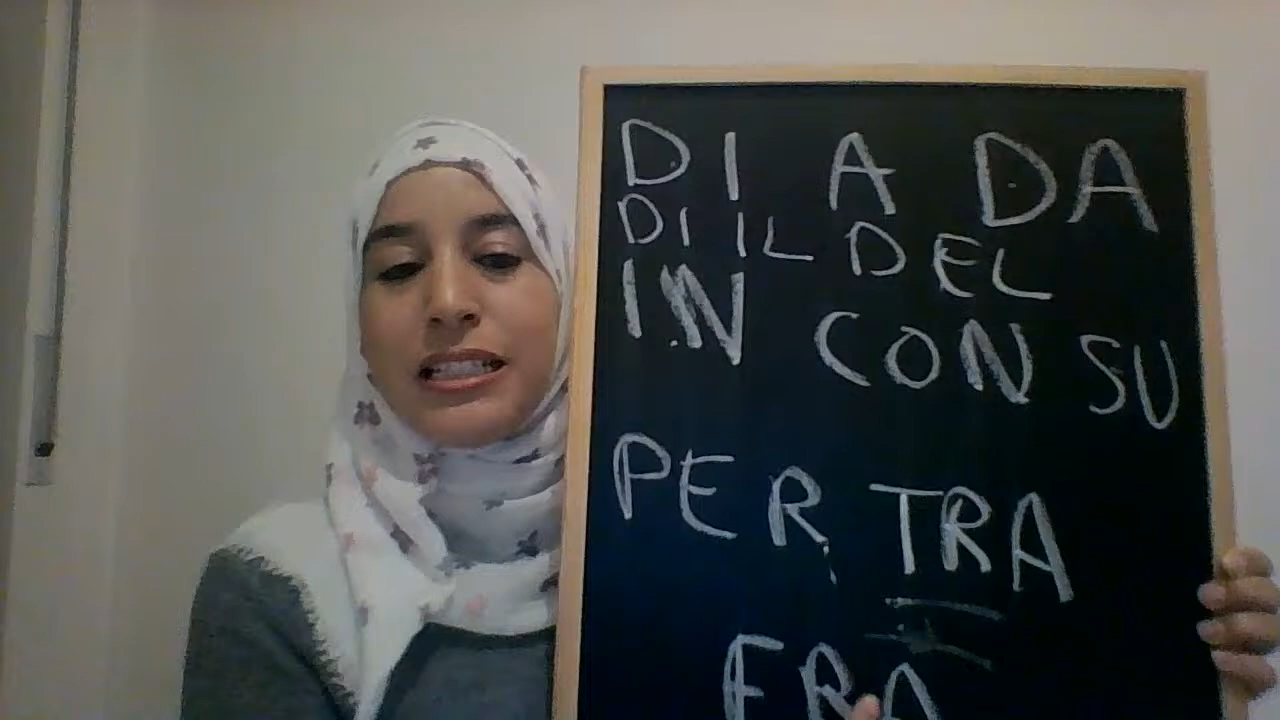 DI A DA
DI IL DEL
IN CON SU
PER TRA
FRA